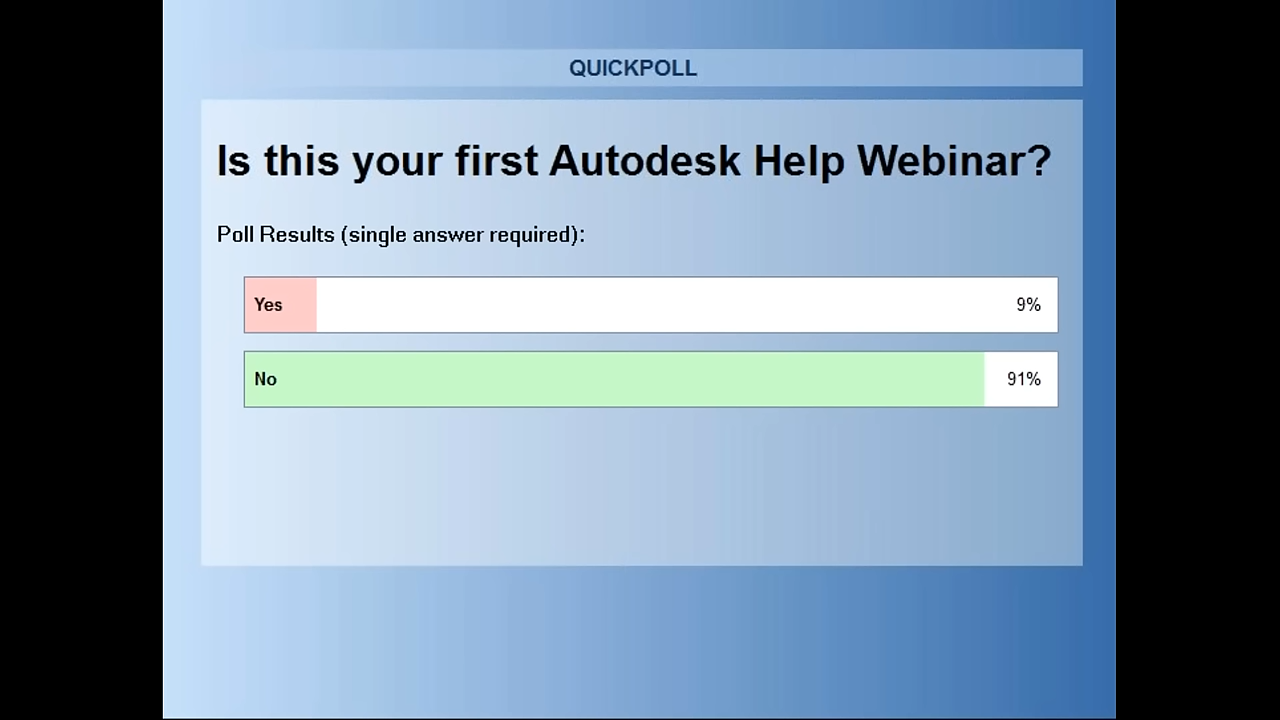 QUICKPOLL
Is this your first Autodesk Help Webinar?
Poll Results (single answer required):
Yes 9%
No 91%